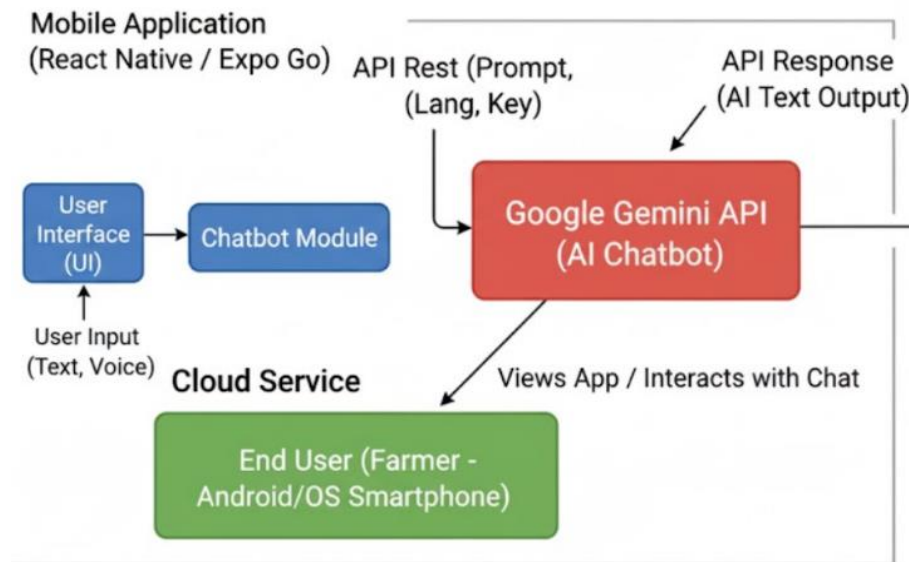 Mobile Application
(React Native / Expo Go)
API Rest (Prompt,
(Lang, Key)
API Response
(AI Text Output)
User
Interface
(UI)
Chatbot Module
Google Gemini API
(AI Chatbot)
User Input
(Text, Voice)
Cloud Service
Views App / Interacts with Chat
End User (Farmer -
Android/OS Smartphone)